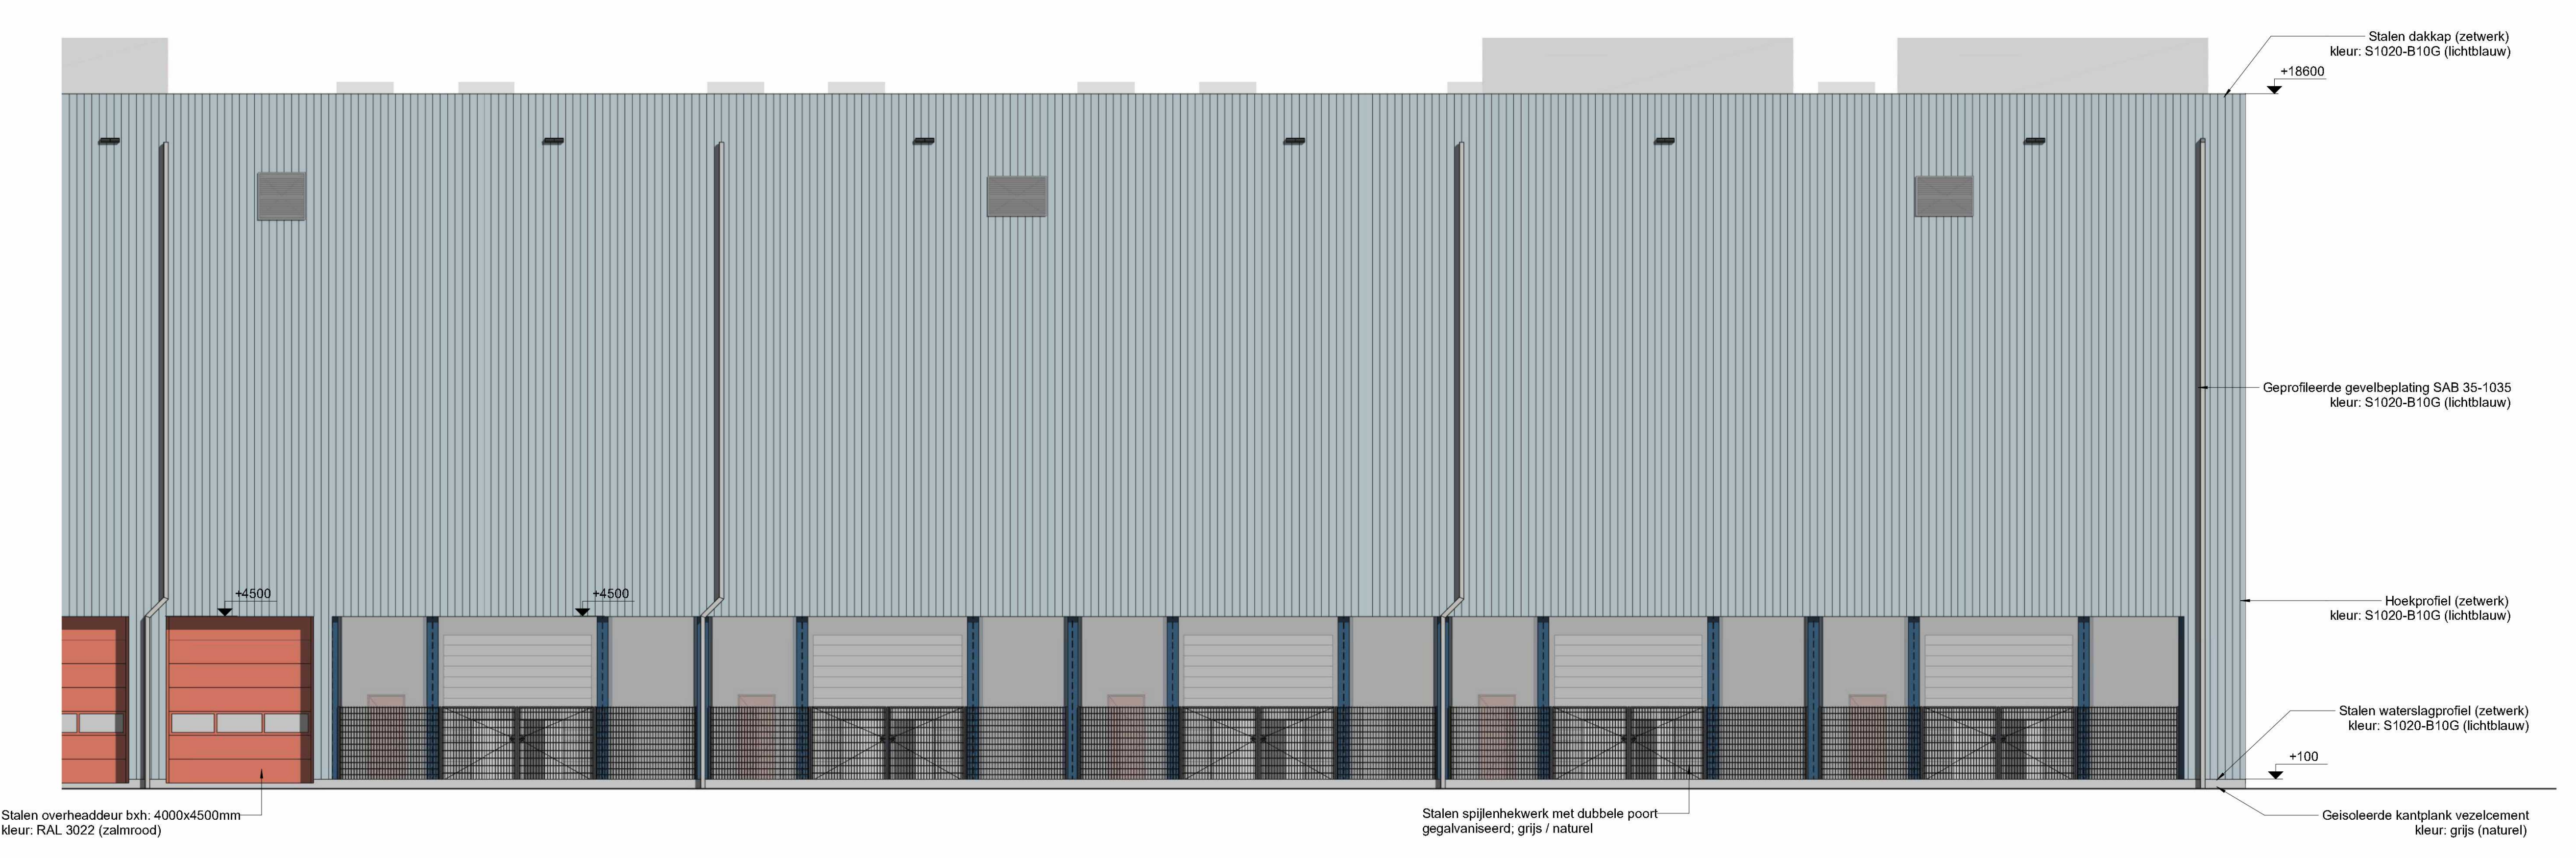 Stalen dakkap (zetwerk)
kleur: S1020-B10G (lichtblauw)
+18600
Geprofileerde gevelbeplating SAB 35-1035
kleur: S1020-B10G (lichtblauw)
+4500
+4500
Hoekprofiel (zetwerk)
kleur: S1020-B10G (lichtblauw)
Stalen waterslagprofiel (zetwerk)
kleur: S1020-B10G (lichtblauw)
+100
Stalen overheaddeur bxh: 4000x4500mm
kleur: RAL 3022 (zalmrood)
Stalen spijlenhekwerk met dubbele poort
gegalvaniseerd; grijs / naturel
Geisoleerde kantplank vezelcement
kleur: grijs (naturel)